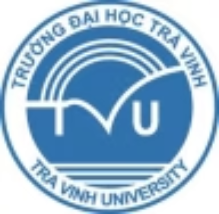 TRƯỜNG ĐẠI HỌC TRÀ VINH
TVU
TRA VINH UNIVERSITY